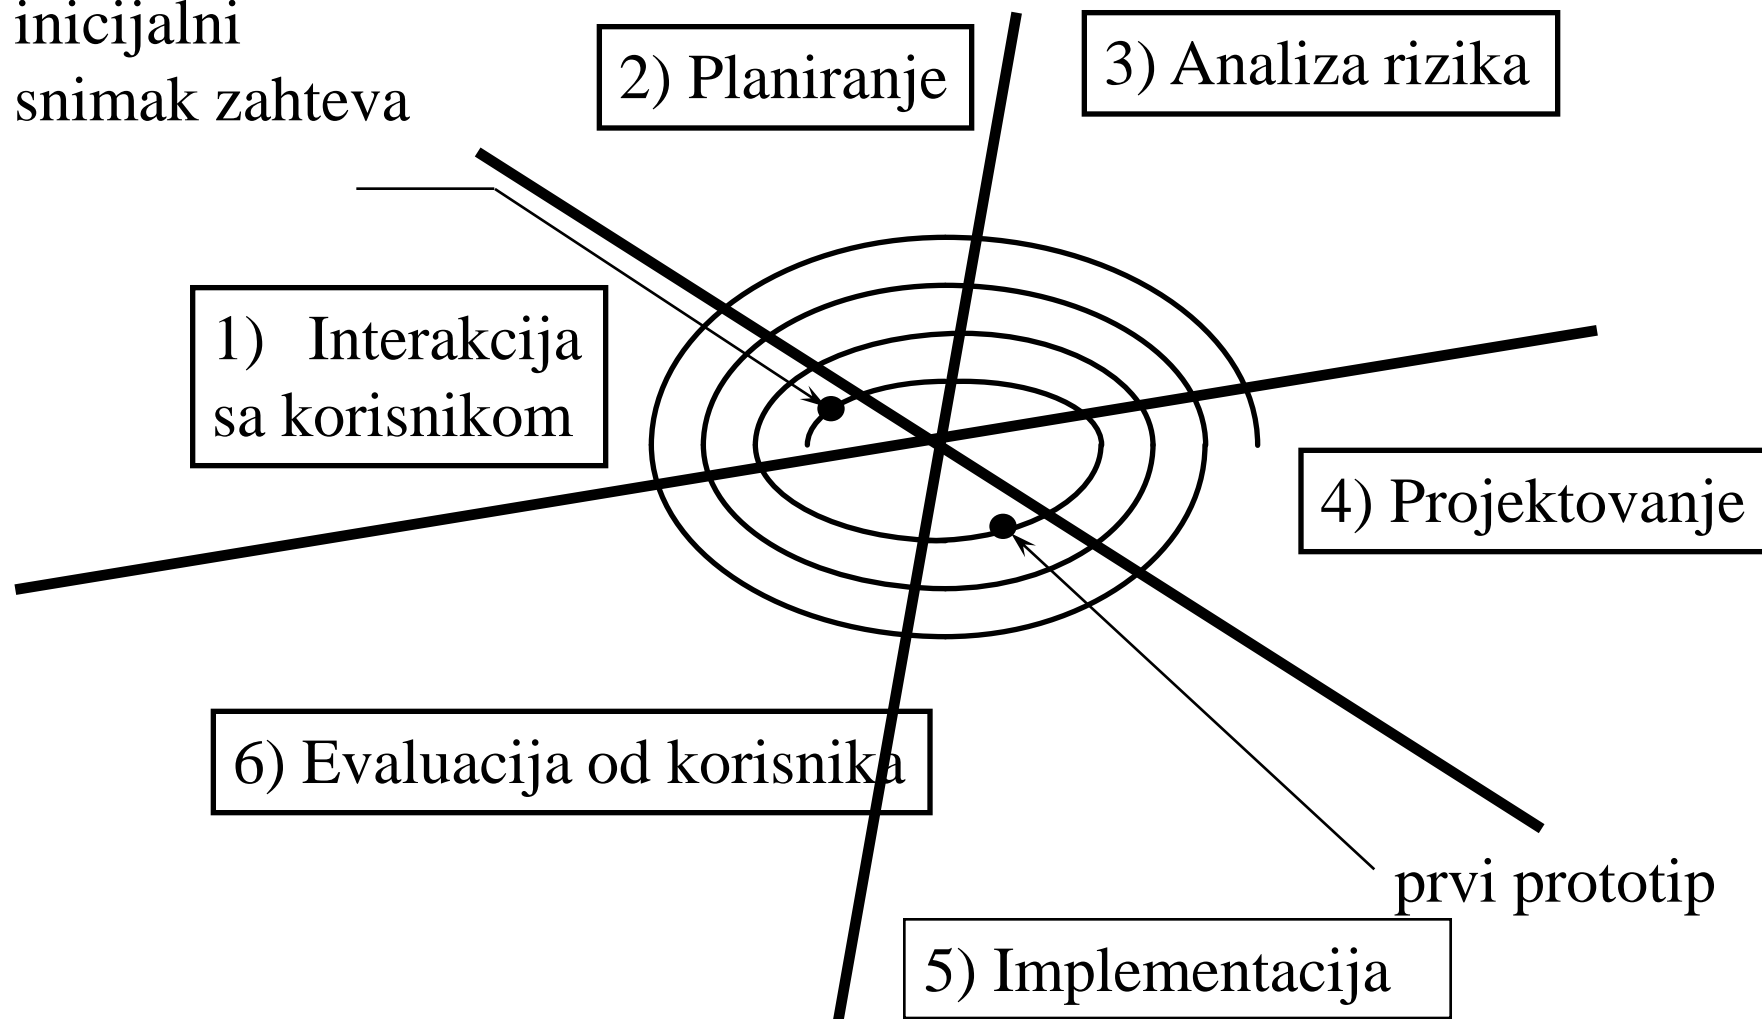 inicijalni
snimak zahteva
2) Planiranje
3) Analiza rizika
1) Interakcija
sa korisnikom
4) Projektovanje
6) Evaluacija od korisnika
prvi prototip
5) Implementacija